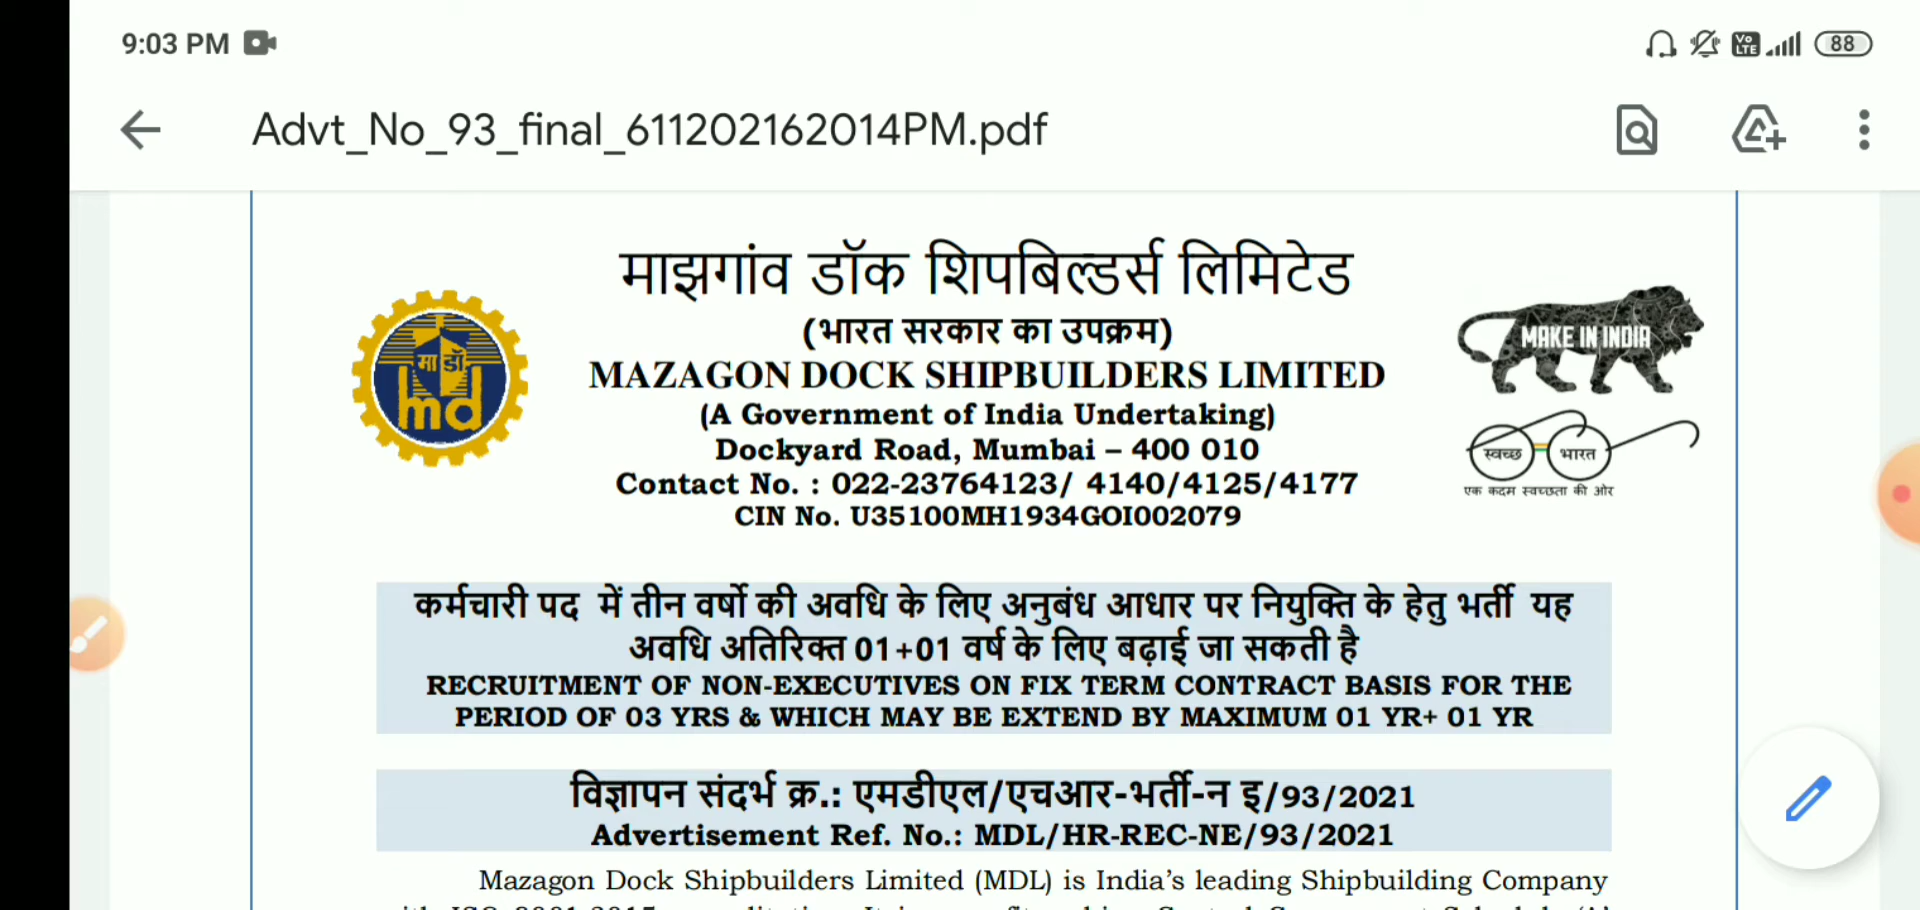 9:03 PM
Vo LTE
88
Advt_No_93_final_611202162014PM.pdf
माझगांव डॉक शिपबिल्डर्स लिमिटेड
(भारत सरकार का उपक्रम)
MAZAGON DOCK SHIPBUILDERS LIMITED
(A Government of India Undertaking)
Dockyard Road, Mumbai – 400 010
Contact No. : 022-23764123/ 4140/4125/4177
CIN No. U35100MH1934GOI002079
मा डॉ
md
MAKE IN INDIA
स्वच्छ भारत
एक कदम स्वच्छता की ओर
कर्मचारी पद में तीन वर्षो की अवधि के लिए अनुबंध आधार पर नियुक्ति के हेतु भर्ती यह
अवधि अतिरिक्त 01+01 वर्ष के लिए बढ़ाई जा सकती है
RECRUITMENT OF NON-EXECUTIVES ON FIX TERM CONTRACT BASIS FOR THE
PERIOD OF 03 YRS & WHICH MAY BE EXTEND BY MAXIMUM 01 YR+ 01 YR
विज्ञापन संदर्भ क्र.: एमडीएल/एचआर-भर्ती-न इ/93/2021
Advertisement Ref. No.: MDL/HR-REC-NE/93/2021
Mazagon Dock Shipbuilders Limited (MDL) is India's leading Shipbuilding Company